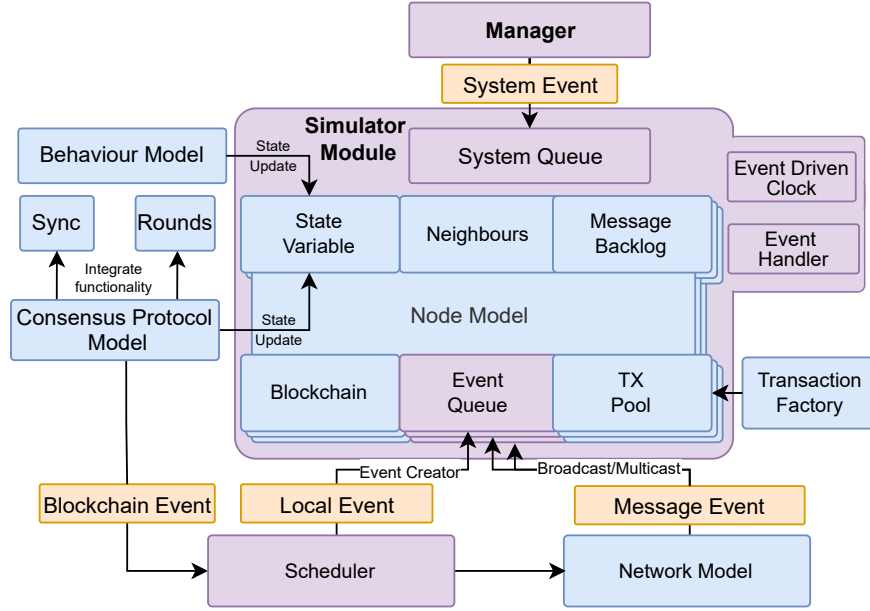 Manager
System Event
Simulator
Module
System Queue
Behaviour Model
State
Update
Event Driven
Clock
Sync
Rounds
State
Variable
Neighbours
Message
Backlog
Event
Handler
Integrate
functionality
Consensus Protocol
Model
State
Update
Node Model
Blockchain
Event
Queue
TX
Pool
Transaction
Factory
Event Creator
Broadcast/Multicast
Blockchain Event
Local Event
Message Event
Scheduler
Network Model